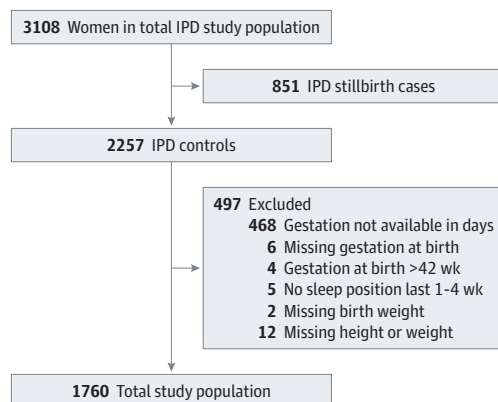 3108 Women in total IPD study population
851 IPD stillbirth cases
2257 IPD controls
497 Excluded
468 Gestation not available in days
6 Missing gestation at birth
4 Gestation at birth >42 wk
5 No sleep position last 1-4 wk
2 Missing birth weight
12 Missing height or weight
1760 Total study population